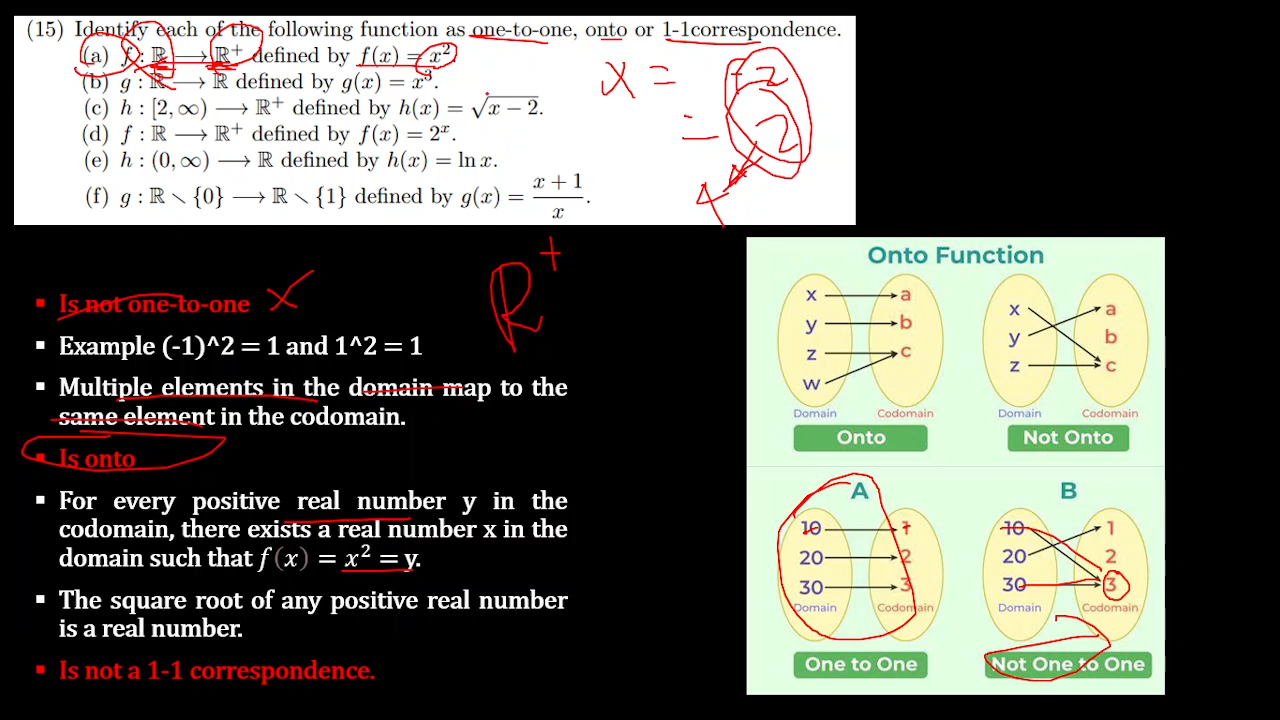 (15) Identify each of the following function as one-to-one, onto or 1-1correspondence.
(a) f : ℝ ⟶ ℝ⁺ defined by f(x) = x².
(b) g : ℝ ⟶ ℝ defined by g(x) = x³.
(c) h : [2, ∞) ⟶ ℝ⁺ defined by h(x) = √(x − 2).
(d) f : ℝ ⟶ ℝ⁺ defined by f(x) = 2ˣ.
(e) h : (0, ∞) ⟶ ℝ defined by h(x) = ln x.
(f) g : ℝ ∖ {0} ⟶ ℝ ∖ {1} defined by g(x) = (x + 1)/x.
x = -2
= 2
4
R⁺
▪ Is not one-to-one
▪ Example (-1)^2 = 1 and 1^2 = 1
▪ Multiple elements in the domain map to the
same element in the codomain.
▪ Is onto
▪ For every positive real number y in the
codomain, there exists a real number x in the
domain such that f(x) = x² = y.
▪ The square root of any positive real number
is a real number.
▪ Is not a 1-1 correspondence.
Onto Function
x a
y b
z c
w
Domain Codomain
Onto
x a
y b
z c
Domain Codomain
Not Onto
A
10 1
20 2
30 3
Domain Codomain
One to One
B
10 1
20 2
30 3
Domain Codomain
Not One to One